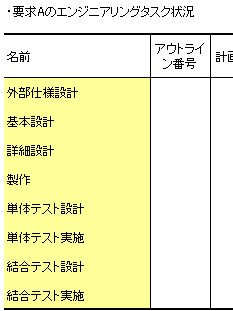 ・要求Aのエンジニアリングタスク状況
名前
アウトライ
ン番号
計画
外部仕様設計
基本設計
詳細設計
製作
単体テスト設計
単体テスト実施
結合テスト設計
結合テスト実施